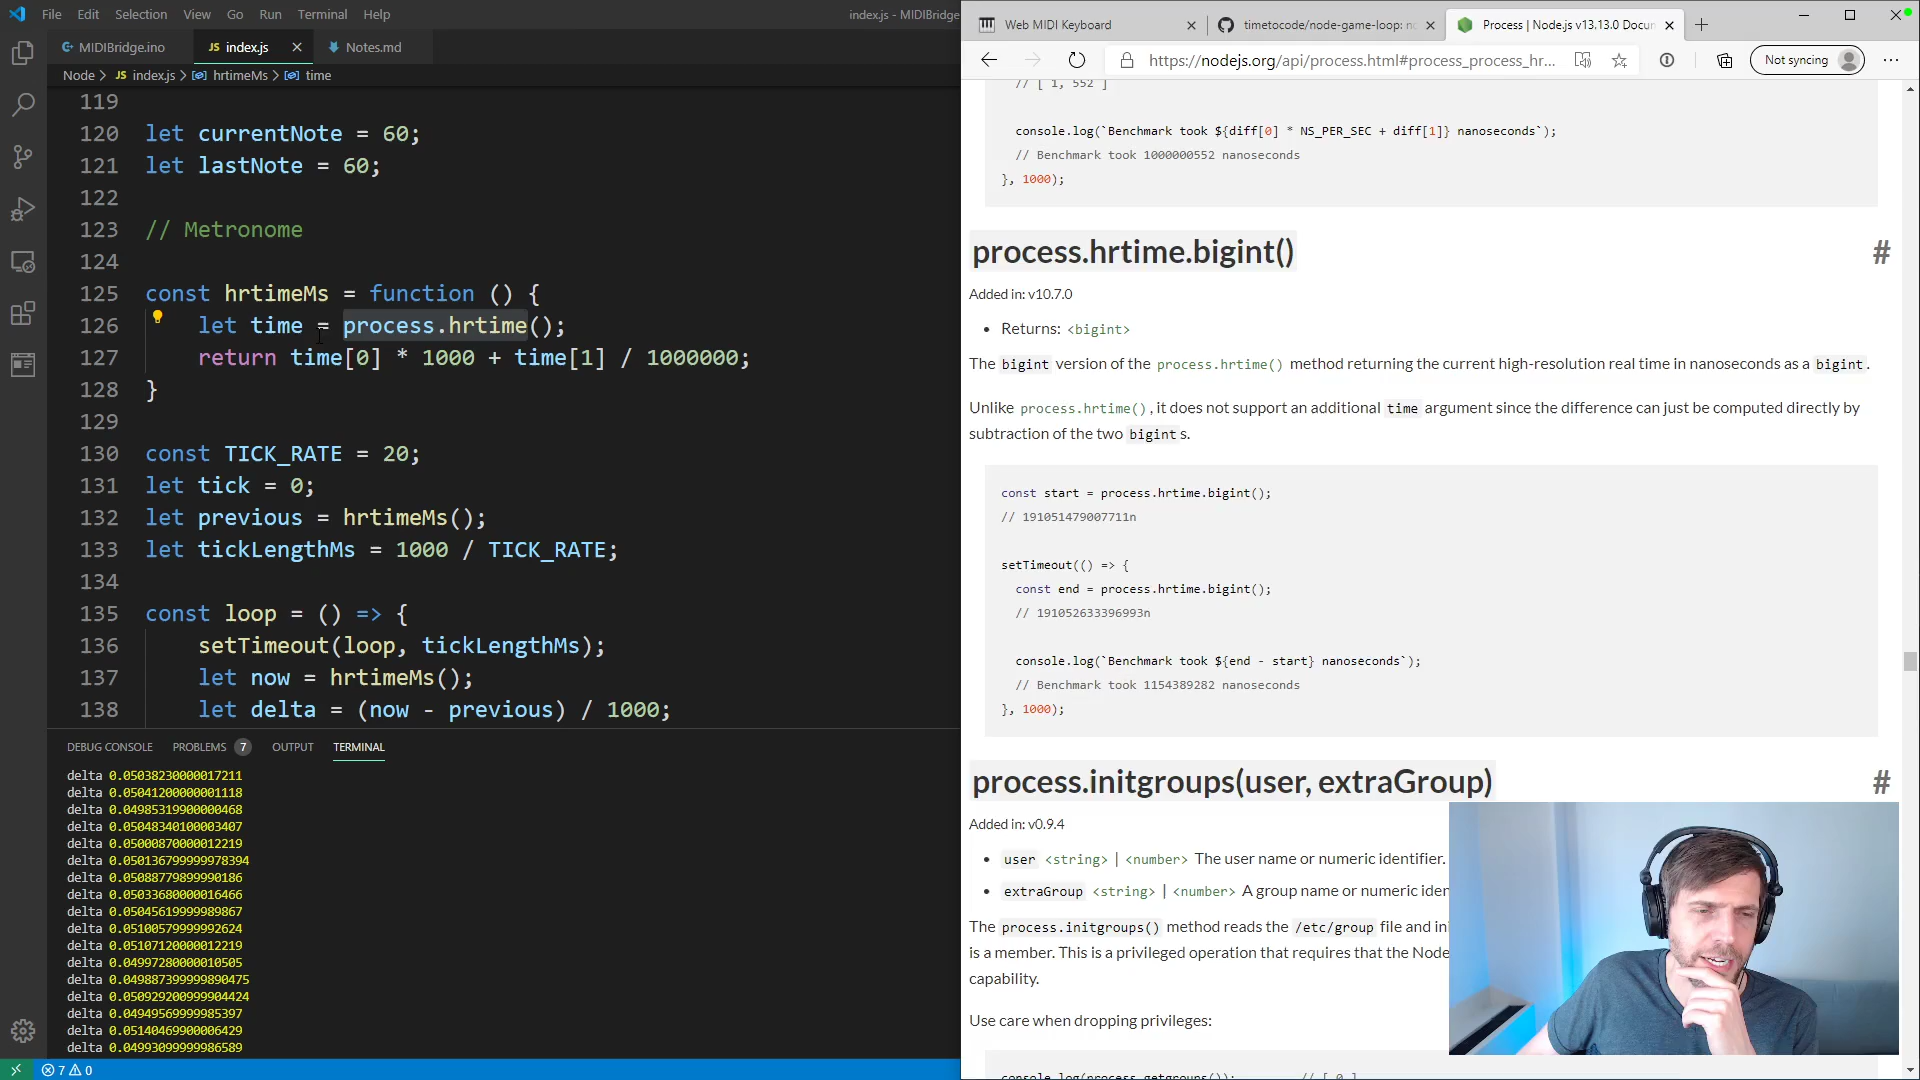 File Edit Selection View Go Run Terminal Help
index.js - MIDIBridge
MIDIBridge.ino
JS index.js
Notes.md
Node > JS index.js > hrtimeMs > time
119
120 let currentNote = 60;
121 let lastNote = 60;
122
123 // Metronome
124
125 const hrtimeMs = function () {
126 let time = process.hrtime();
127 return time[0] * 1000 + time[1] / 1000000;
128 }
129
130 const TICK_RATE = 20;
131 let tick = 0;
132 let previous = hrtimeMs();
133 let tickLengthMs = 1000 / TICK_RATE;
134
135 const loop = () => {
136 setTimeout(loop, tickLengthMs);
137 let now = hrtimeMs();
138 let delta = (now - previous) / 1000;
DEBUG CONSOLE PROBLEMS 7 OUTPUT TERMINAL
delta 0.05038230000017211
delta 0.05041200000001118
delta 0.04985319900000468
delta 0.05048340100003407
delta 0.05000870000012219
delta 0.050136799999978394
delta 0.05088779899990186
delta 0.05033680000016466
delta 0.05045619999989867
delta 0.05100579999992624
delta 0.05107120000012219
delta 0.04997280000010505
delta 0.049887399999890475
delta 0.050929200999904424
delta 0.04949569999985397
delta 0.05140469900006429
delta 0.04993099999986589
7 0
Web MIDI Keyboard
timetocode/node-game-loop: no
Process | Node.js v13.13.0 Docun
https://nodejs.org/api/process.html#process_process_hr...
Not syncing
// [ 1, 552 ]
console.log(`Benchmark took ${diff[0] * NS_PER_SEC + diff[1]} nanoseconds`);
// Benchmark took 1000000552 nanoseconds
}, 1000);
process.hrtime.bigint() #
Added in: v10.7.0
• Returns: <bigint>
The bigint version of the process.hrtime() method returning the current high-resolution real time in nanoseconds as a bigint.
Unlike process.hrtime(), it does not support an additional time argument since the difference can just be computed directly by
subtraction of the two bigints.
const start = process.hrtime.bigint();
// 191051479007711n
setTimeout(() => {
const end = process.hrtime.bigint();
// 191052633396993n
console.log(`Benchmark took ${end - start} nanoseconds`);
// Benchmark took 1154389282 nanoseconds
}, 1000);
process.initgroups(user, extraGroup) #
Added in: v0.9.4
• user <string> | <number> The user name or numeric identifier.
• extraGroup <string> | <number> A group name or numeric iden
The process.initgroups() method reads the /etc/group file and ini
is a member. This is a privileged operation that requires that the Node
capability.
Use care when dropping privileges:
console.log(process.getgroups()); // [ 0 ]